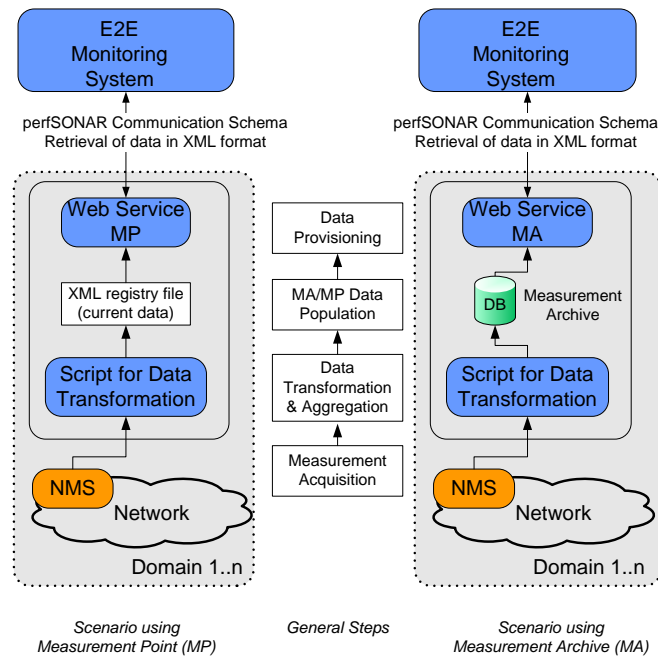 E2E
Monitoring
System
perfSONAR Communication Schema
Retrieval of data in XML format
Web Service
MP
XML registry file
(current data)
Script for Data
Transformation
NMS
Network
Domain 1..n
Scenario using
Measurement Point (MP)
Data
Provisioning
MA/MP Data
Population
Data
Transformation
& Aggregation
Measurement
Acquisition
General Steps
E2E
Monitoring
System
perfSONAR Communication Schema
Retrieval of data in XML format
Web Service
MA
DB
Measurement
Archive
Script for Data
Transformation
NMS
Network
Domain 1..n
Scenario using
Measurement Archive (MA)